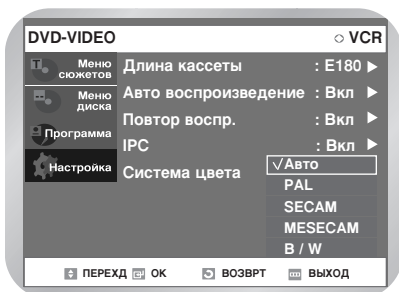 DVD-VIDEO VCR
Меню сюжетов
Меню диска
Программа
Настройка
Длина кассеты : E180
Авто воспроизведение : Вкл
Повтор воспр. : Вкл
IPC : Вкл
Система цвета √Авто
PAL
SECAM
MESECAM
B / W
ПЕРЕХД ОК ВОЗВРТ ВЫХОД